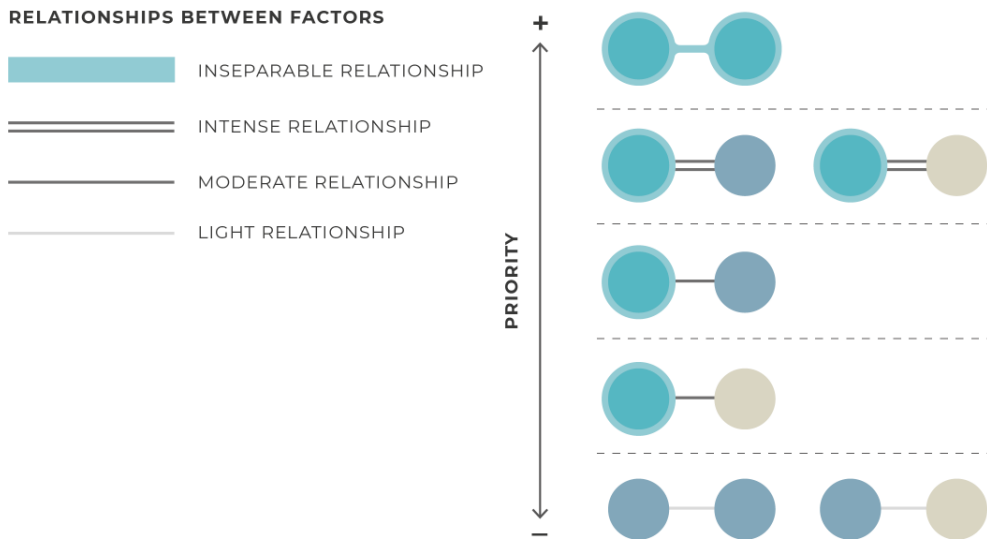 RELATIONSHIPS BETWEEN FACTORS
INSEPARABLE RELATIONSHIP
INTENSE RELATIONSHIP
MODERATE RELATIONSHIP
LIGHT RELATIONSHIP
+
PRIORITY
−